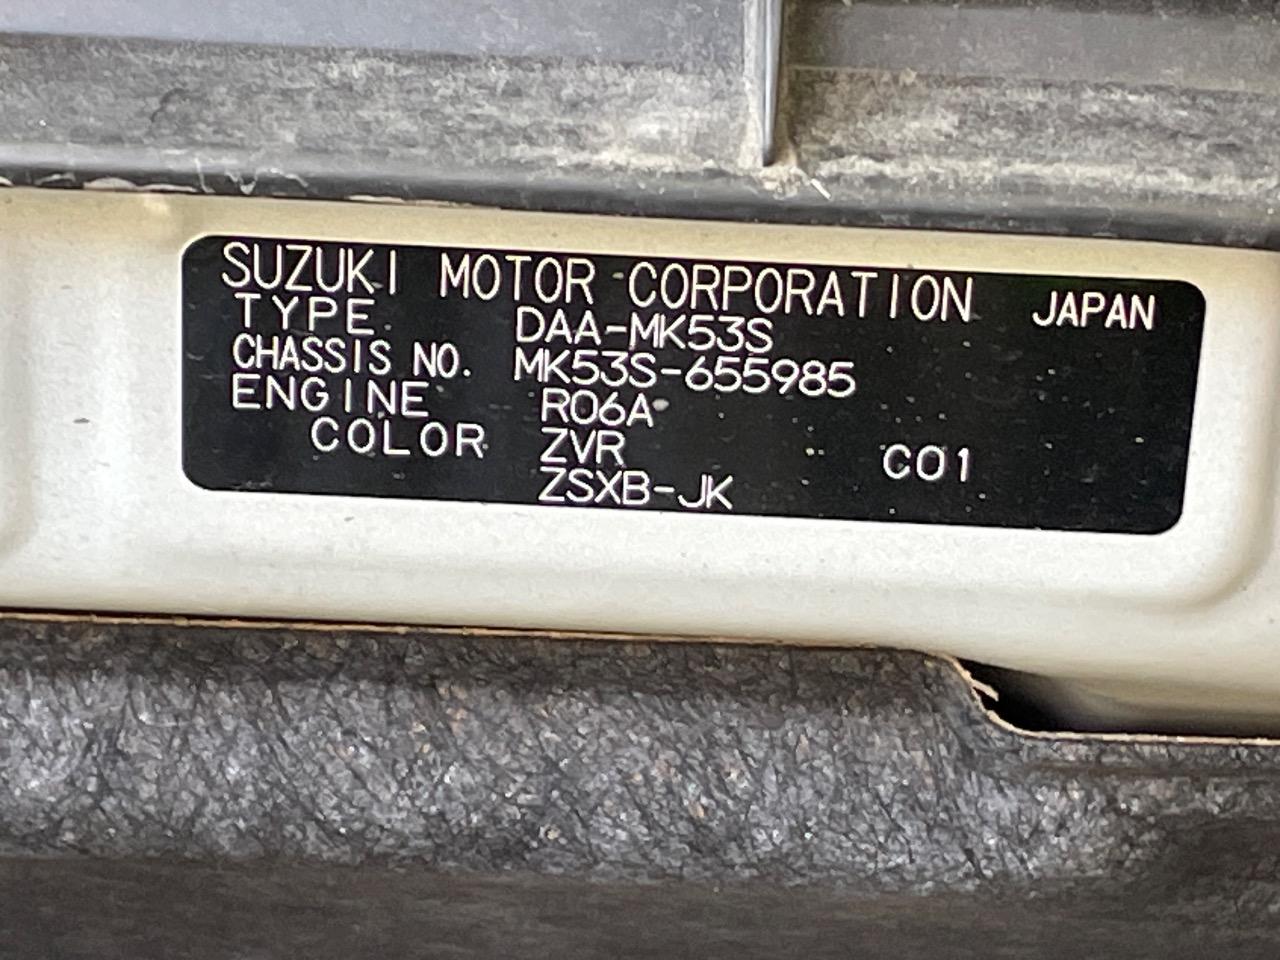 SUZUKI MOTOR CORPORATION JAPAN
TYPE DAA-MK53S
CHASSIS NO. MK53S-655985
ENGINE R06A
COLOR ZVR C01
ZSXB-JK